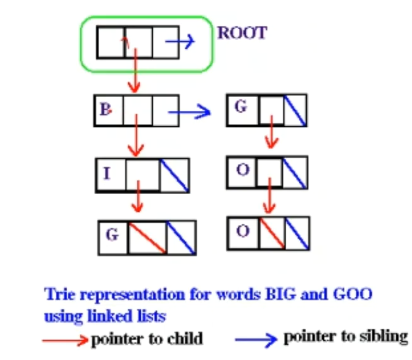 ROOT
B G
I O
G O
Trie representation for words BIG and GOO
using linked lists
pointer to child pointer to sibling